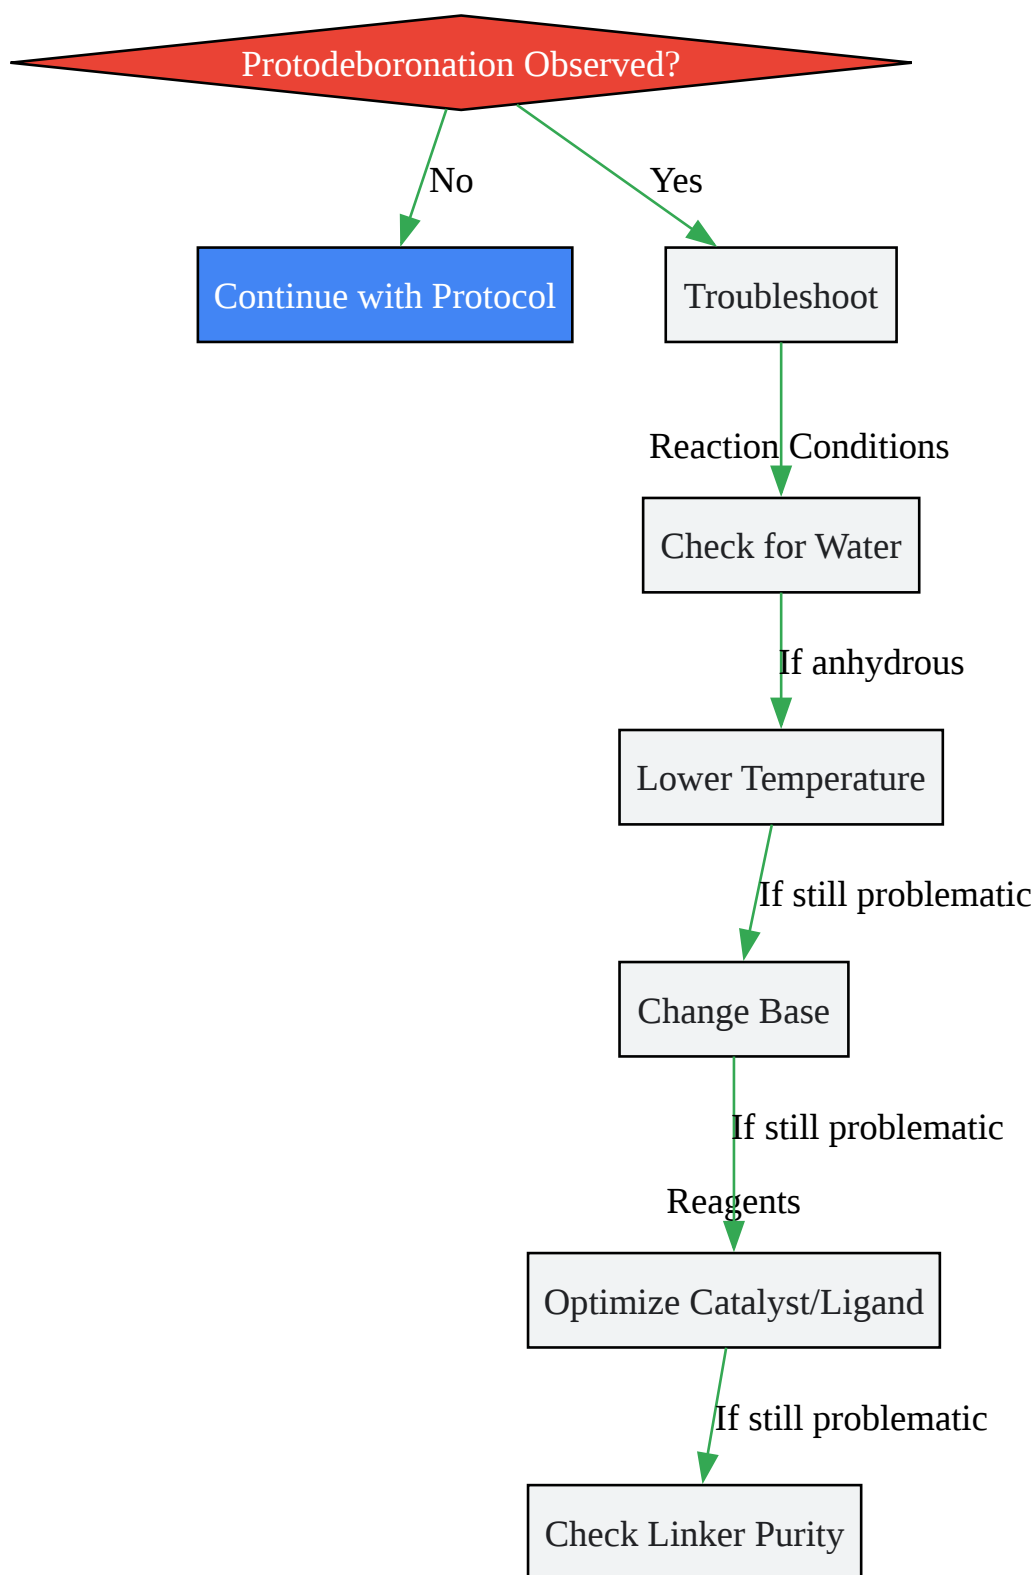 Protodeboronation Observed?
No
Yes
Continue with Protocol
Troubleshoot
Reaction Conditions
Check for Water
If anhydrous
Lower Temperature
If still problematic
Change Base
If still problematic
Reagents
Optimize Catalyst/Ligand
If still problematic
Check Linker Purity